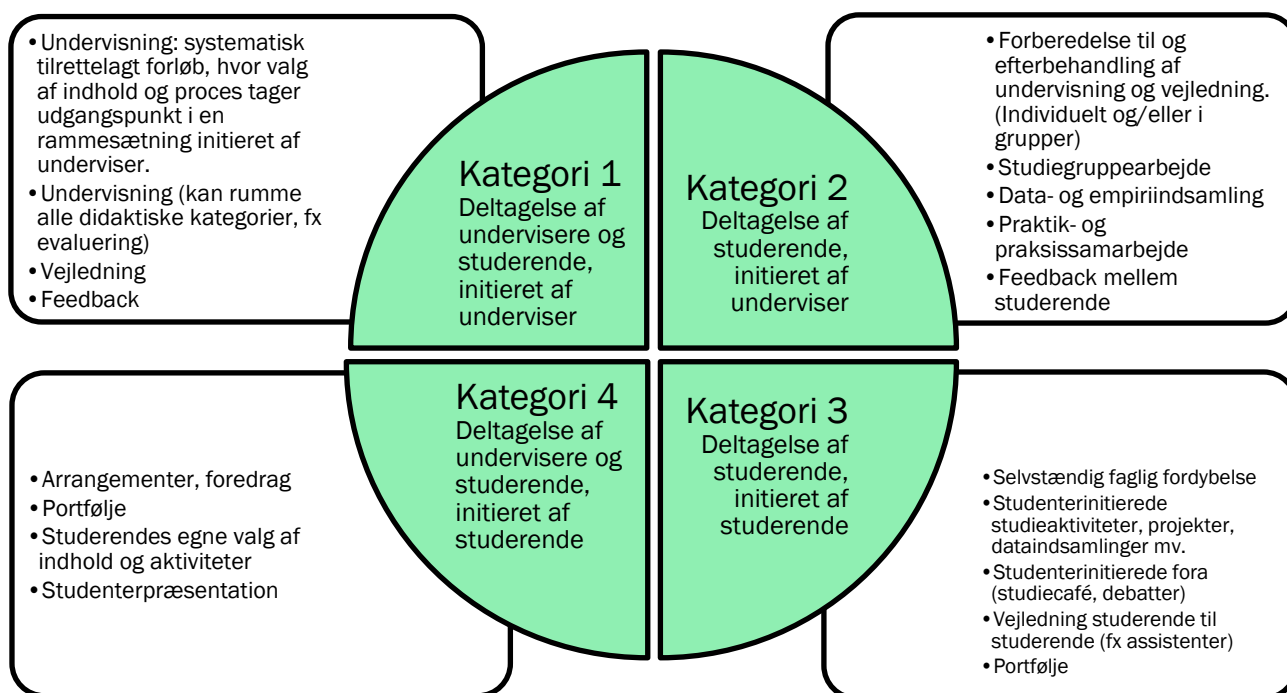 •Undervisning: systematisk
tilrettelagt forløb, hvor valg
af indhold og proces tager
udgangspunkt i en
rammesætning initieret af
underviser.
•Undervisning (kan rumme
alle didaktiske kategorier, fx
evaluering)
•Vejledning
•Feedback
Kategori 1
Deltagelse af
undervisere og
studerende,
initieret af
underviser
Kategori 2
Deltagelse af
studerende,
initieret af
underviser
•Forberedelse til og
efterbehandling af
undervisning og vejledning.
(Individuelt og/eller i
grupper)
•Studiegruppearbejde
•Data- og empiriindsamling
•Praktik- og
praksissamarbejde
•Feedback mellem
studerende
•Arrangementer, foredrag
•Portfølje
•Studerendes egne valg af
indhold og aktiviteter
•Studenterpræsentation
Kategori 4
Deltagelse af
undervisere og
studerende,
initieret af
studerende
Kategori 3
Deltagelse af
studerende,
initieret af
studerende
•Selvstændig faglig fordybelse
•Studenterinitierede
studieaktiviteter, projekter,
dataindsamlinger mv.
•Studenterinitierede fora
(studiecafé, debatter)
•Vejledning studerende til
studerende (fx assistenter)
•Portfølje